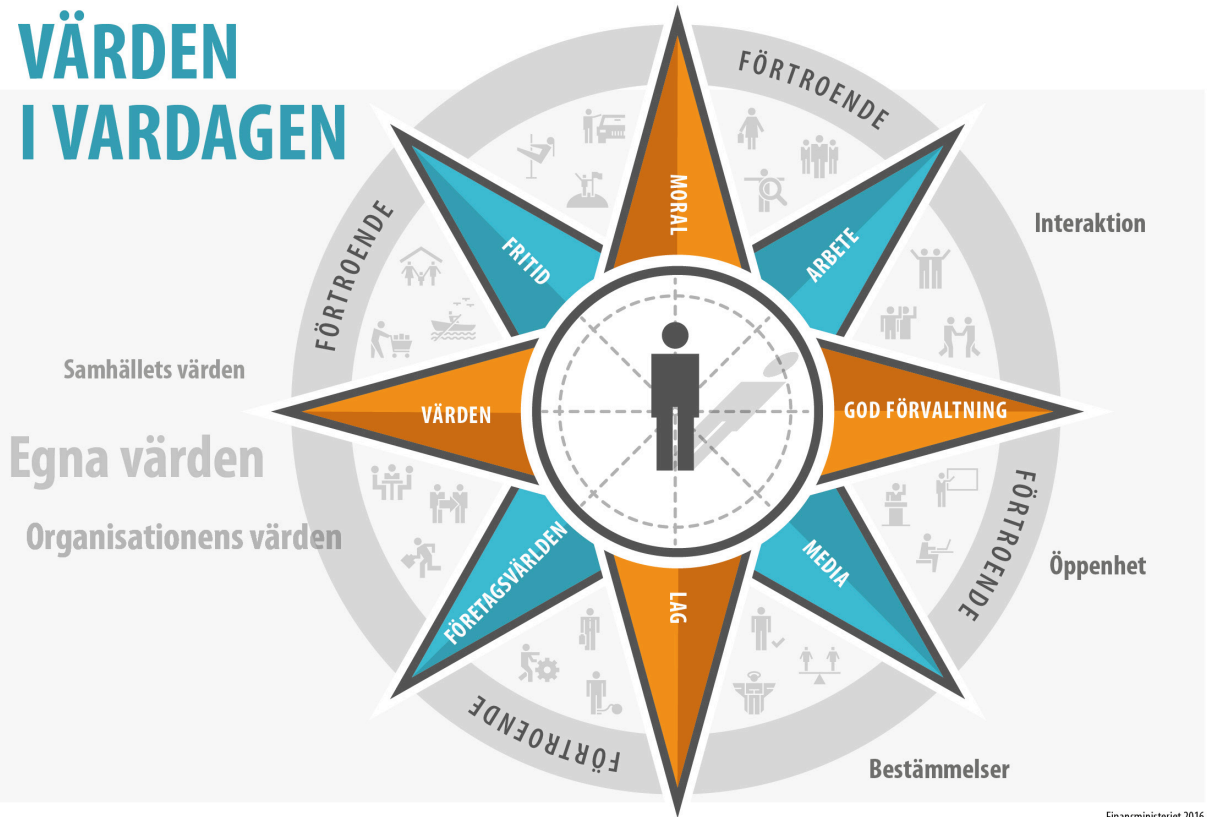 VÄRDEN
I VARDAGEN
FÖRTROENDE
MORAL
FRITID
ARBETE
FÖRTROENDE
Interaktion
Samhällets värden
VÄRDEN
GOD FÖRVALTNING
Egna värden
Organisationens värden
FÖRETAGSVÄRLDEN
MEDIA
FÖRTROENDE
Öppenhet
LAG
FÖRTROENDE
Bestämmelser
Finansministeriet 2016